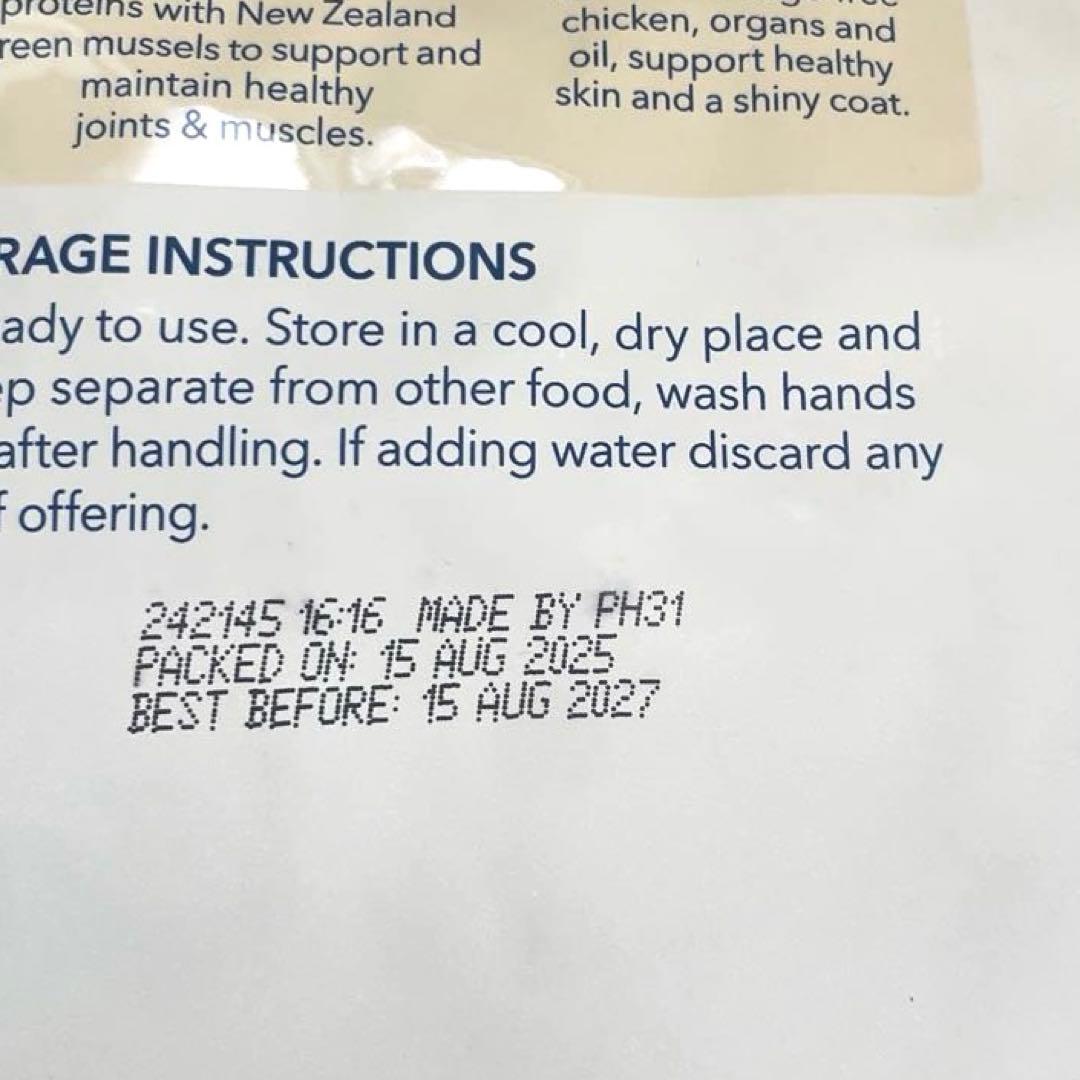 proteins with New Zealand
reen mussels to support and
maintain healthy
joints & muscles.
chicken, organs and
oil, support healthy
skin and a shiny coat.
RAGE INSTRUCTIONS
ady to use. Store in a cool, dry place and
ep separate from other food, wash hands
after handling. If adding water discard any
f offering.
242145 16:16 MADE BY PH31
PACKED ON: 15 AUG 2025
BEST BEFORE: 15 AUG 2027